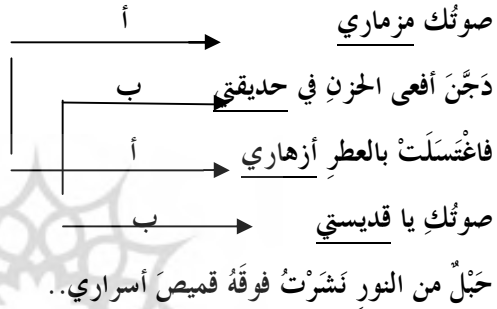 صوتُك مزماري أ
دَجَّنَ أفعى الحزنِ في حديقتي ب
فاغْتَسَلَتْ بالعطرِ أزهاري أ
صوتُكِ يا قديستي ب
حَبْلٌ من النورِ نَشَرْتُ فوقَهُ قميصَ أسراري..